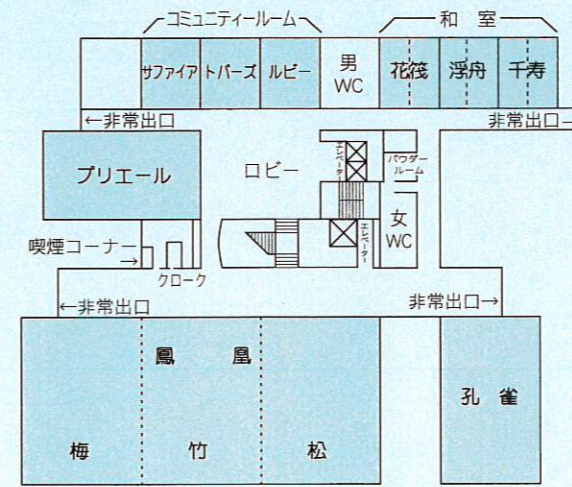 コミュニティールーム
和 室
サファイア
トパーズ
ルビー
男
WC
花筏
浮舟
千寿
←非常出口
非常出口→
プリエール
ロビー
エレベーター
パウダー
ルーム
女
WC
エレベーター
喫煙コーナー
→
クローク
←非常出口
非常出口→
鳳 凰
梅
竹
松
孔 雀